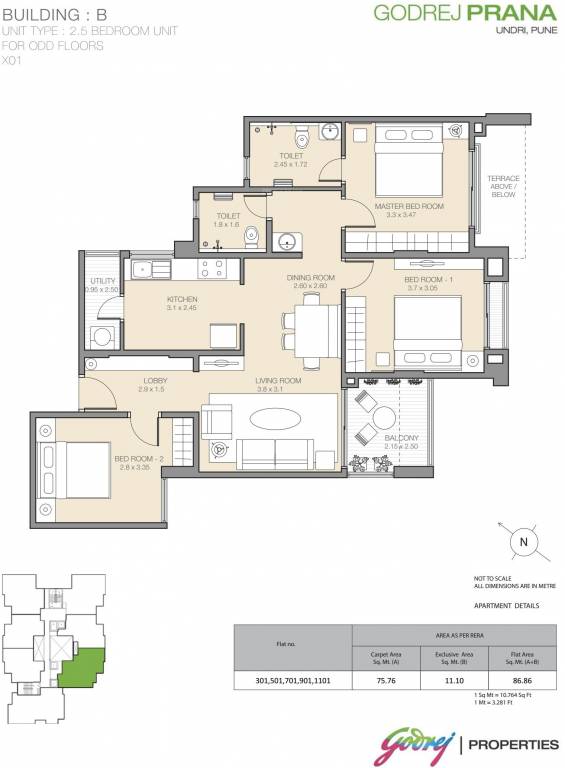 BUILDING : B
UNIT TYPE : 2.5 BEDROOM UNIT
FOR ODD FLOORS
X01
GODREJ PRANA
UNDRI, PUNE
TOILET
2.45 x 1.72
MASTER BED ROOM
3.3 x 3.47
TERRACE
ABOVE /
BELOW
TOILET
1.8 x 1.6
DINING ROOM
2.60 x 2.60
BED ROOM - 1
3.7 x 3.05
UTILITY
0.95 x 2.50
KITCHEN
3.1 x 2.45
LOBBY
2.9 x 1.5
LIVING ROOM
3.6 x 3.1
BALCONY
2.15 x 2.50
BED ROOM - 2
2.8 x 3.35
N
NOT TO SCALE
ALL DIMENSIONS ARE IN METRE
APARTMENT DETAILS
Flat no.
AREA AS PER RERA
Carpet Area
Sq. Mt. (A)
Exclusive Area
Sq. Mt. (B)
Flat Area
Sq. Mt. (A+B)
301,501,701,901,1101
75.76
11.10
86.86
1 Sq Mt = 10.764 Sq Ft
1 Mt = 3.281 Ft
Godrej | PROPERTIES